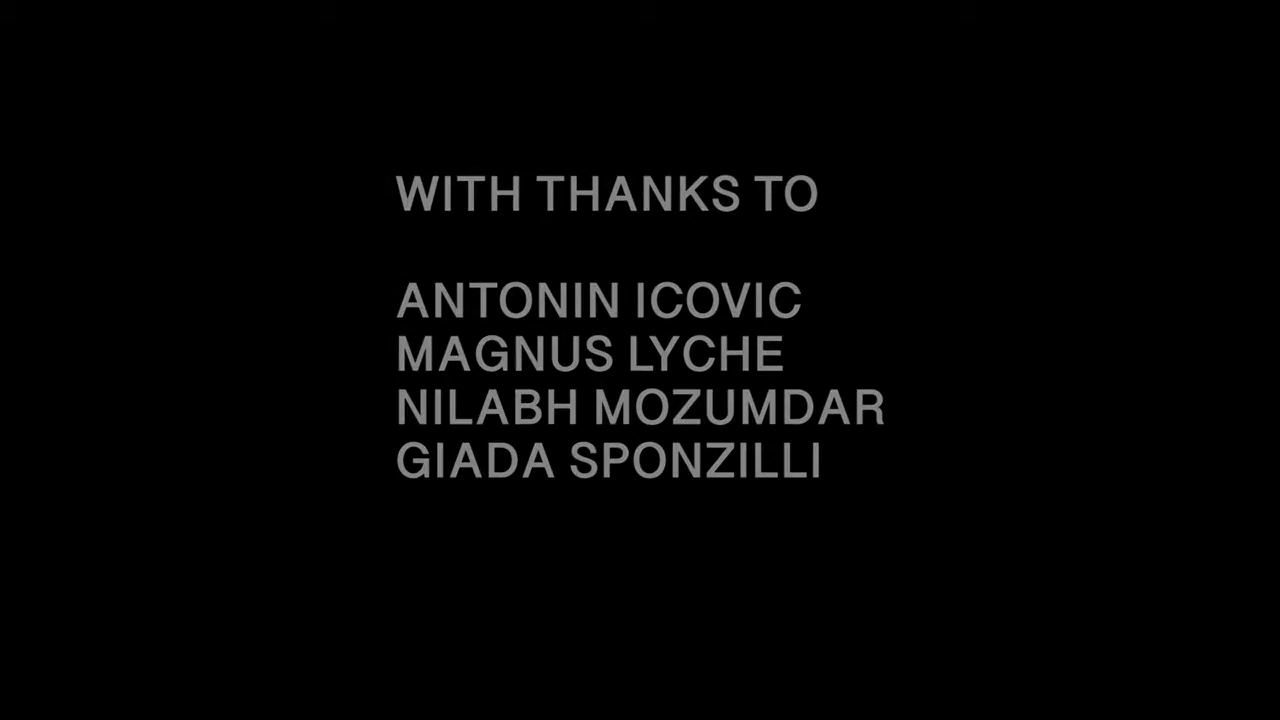 WITH THANKS TO
ANTONIN ICOVIC
MAGNUS LYCHE
NILABH MOZUMDAR
GIADA SPONZILLI